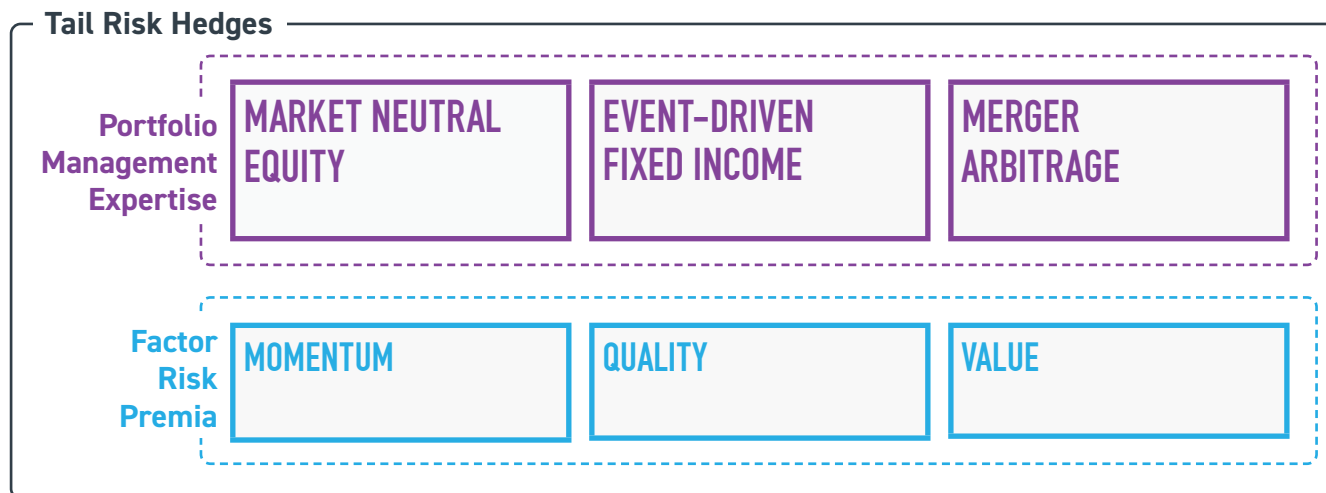 Tail Risk Hedges
Portfolio
Management
Expertise
MARKET NEUTRAL
EQUITY
EVENT-DRIVEN
FIXED INCOME
MERGER
ARBITRAGE
Factor
Risk
Premia
MOMENTUM
QUALITY
VALUE